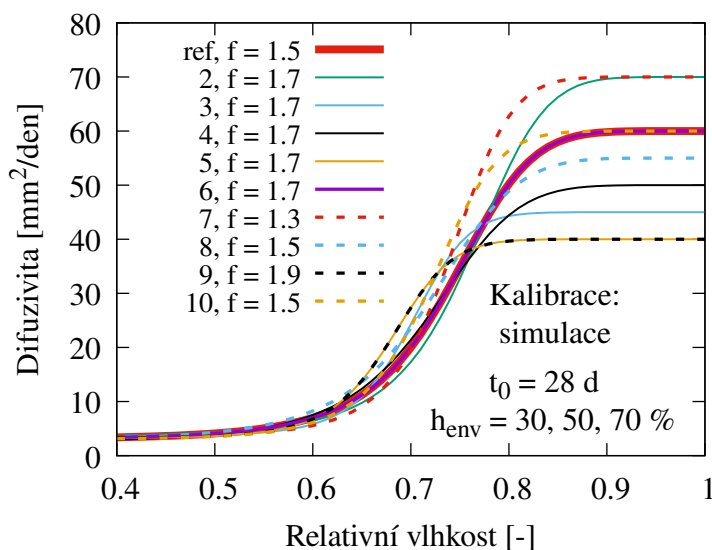 80
70
60
50
40
30
20
10
0
Difuzivita [mm²/den]
ref, f = 1.5
2, f = 1.7
3, f = 1.7
4, f = 1.7
5, f = 1.7
6, f = 1.7
7, f = 1.3
8, f = 1.5
9, f = 1.9
10, f = 1.5
Kalibrace:
simulace
t₀ = 28 d
hₑₙᵥ = 30, 50, 70 %
0.4 0.5 0.6 0.7 0.8 0.9 1
Relativní vlhkost [-]